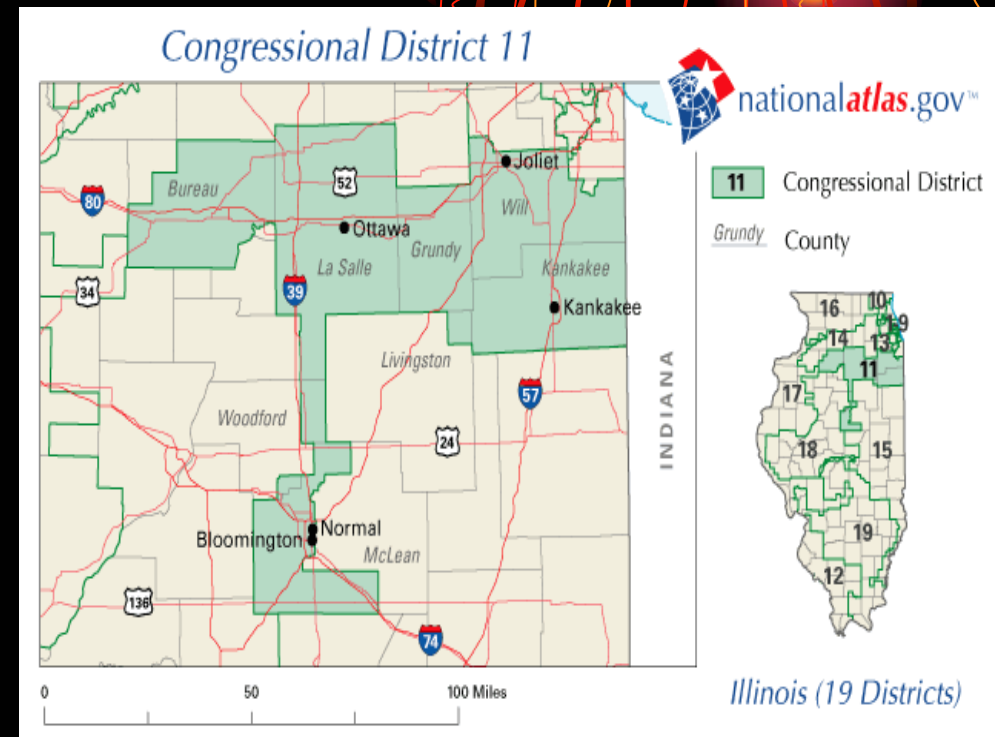 Congressional District 11
nationalatlas.gov™
11 Congressional District
Grundy County
Joliet
Bureau
52
80
Will
Ottawa
Grundy
La Salle
Kankakee
39
34
Kankakee
Livingston
57
INDIANA
Woodford
24
Normal
Bloomington
McLean
136
74
0 50 100 Miles
16
10
1-9
14
13
11
17
18
15
19
12
Illinois (19 Districts)